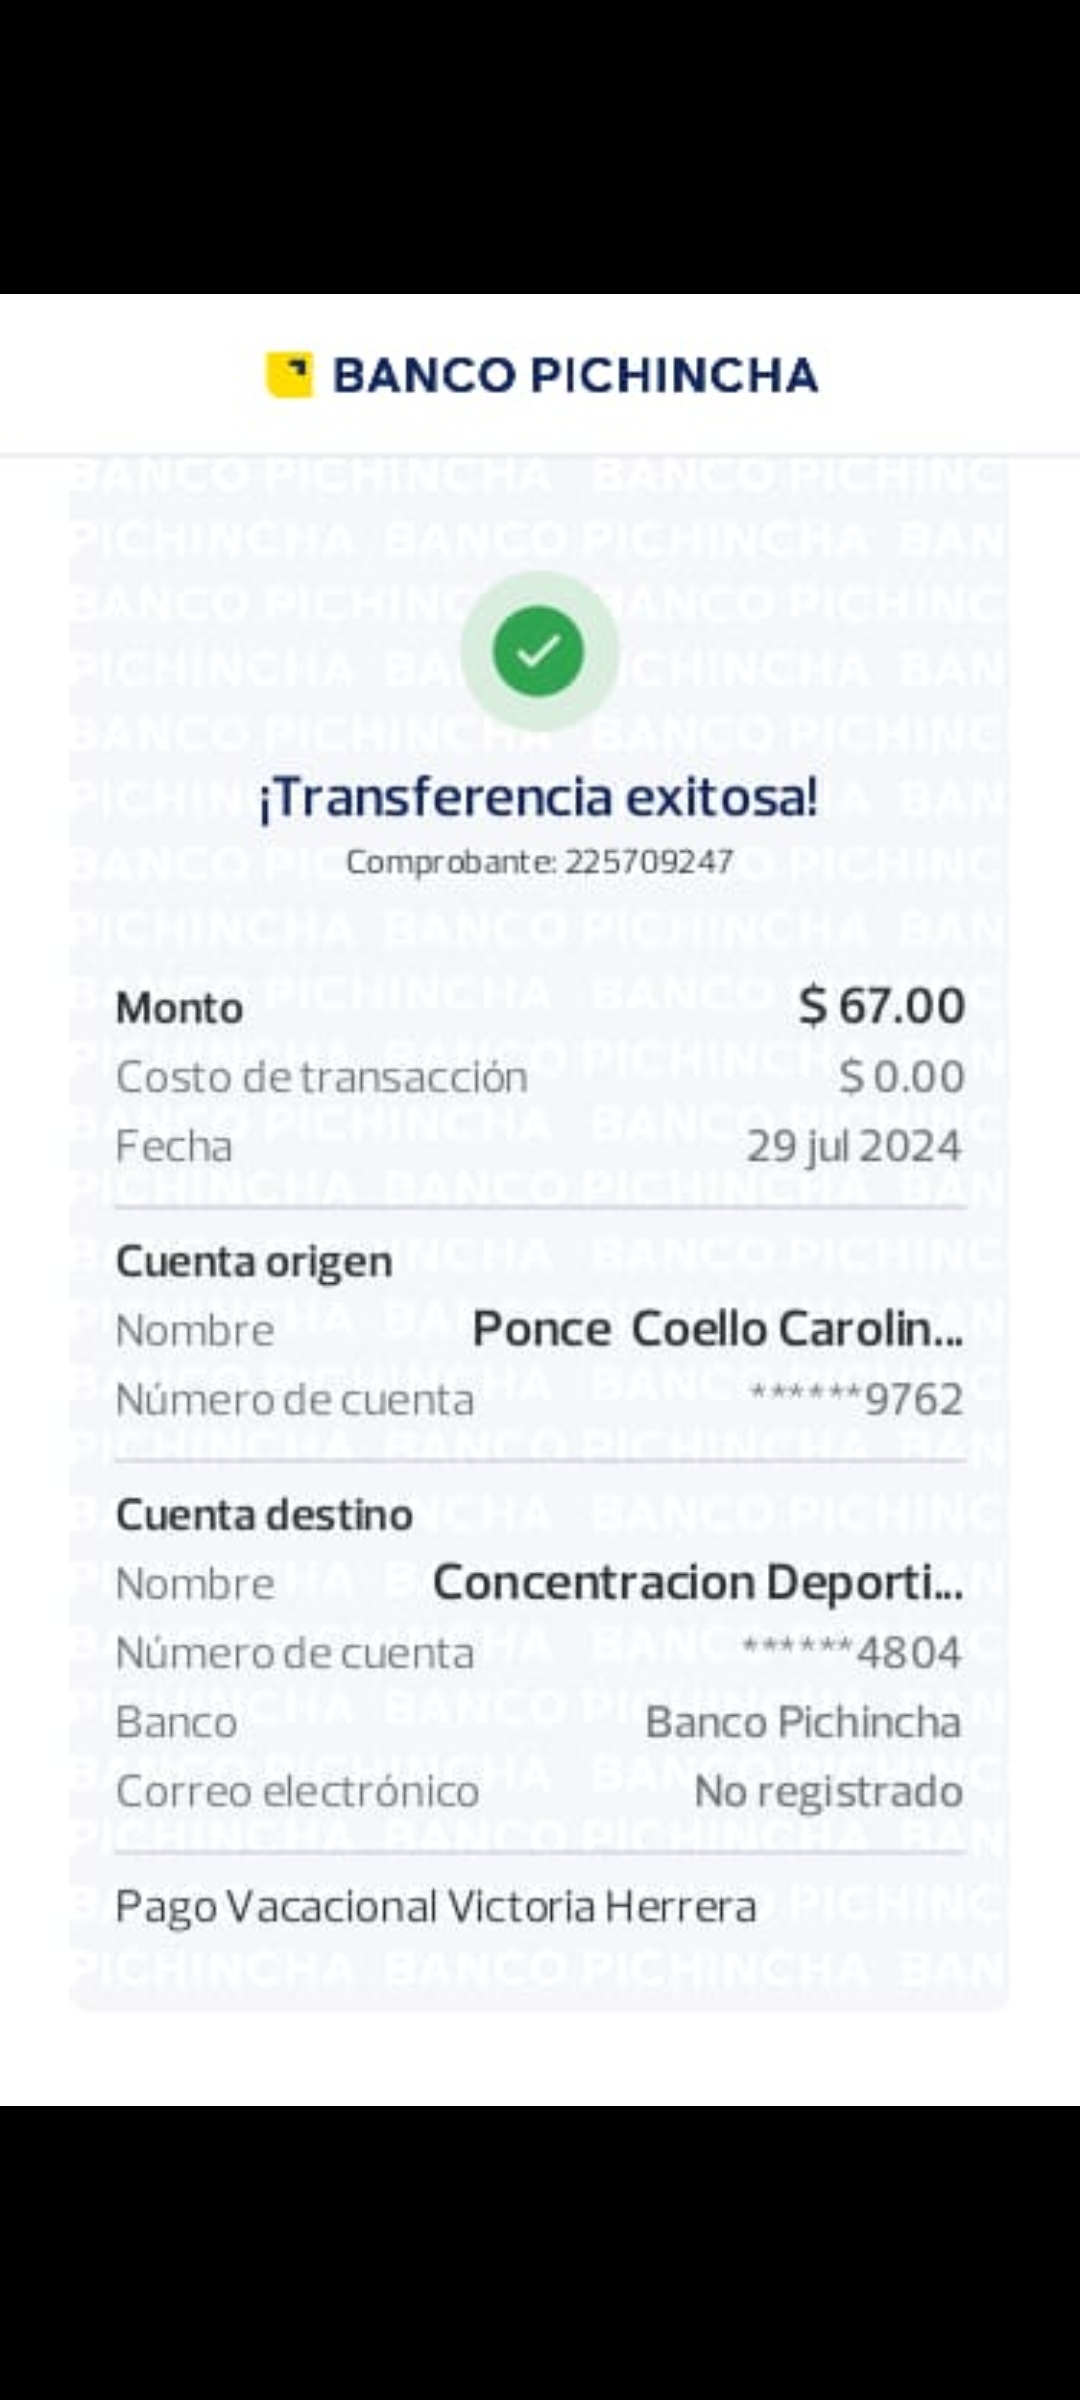 BANCO PICHINCHA
¡Transferencia exitosa!
Comprobante: 225709247
Monto $ 67.00
Costo de transacción $ 0.00
Fecha 29 jul 2024
Cuenta origen
Nombre Ponce Coello Carolin...
Número de cuenta ******9762
Cuenta destino
Nombre Concentracion Deporti...
Número de cuenta ******4804
Banco Banco Pichincha
Correo electrónico No registrado
Pago Vacacional Victoria Herrera